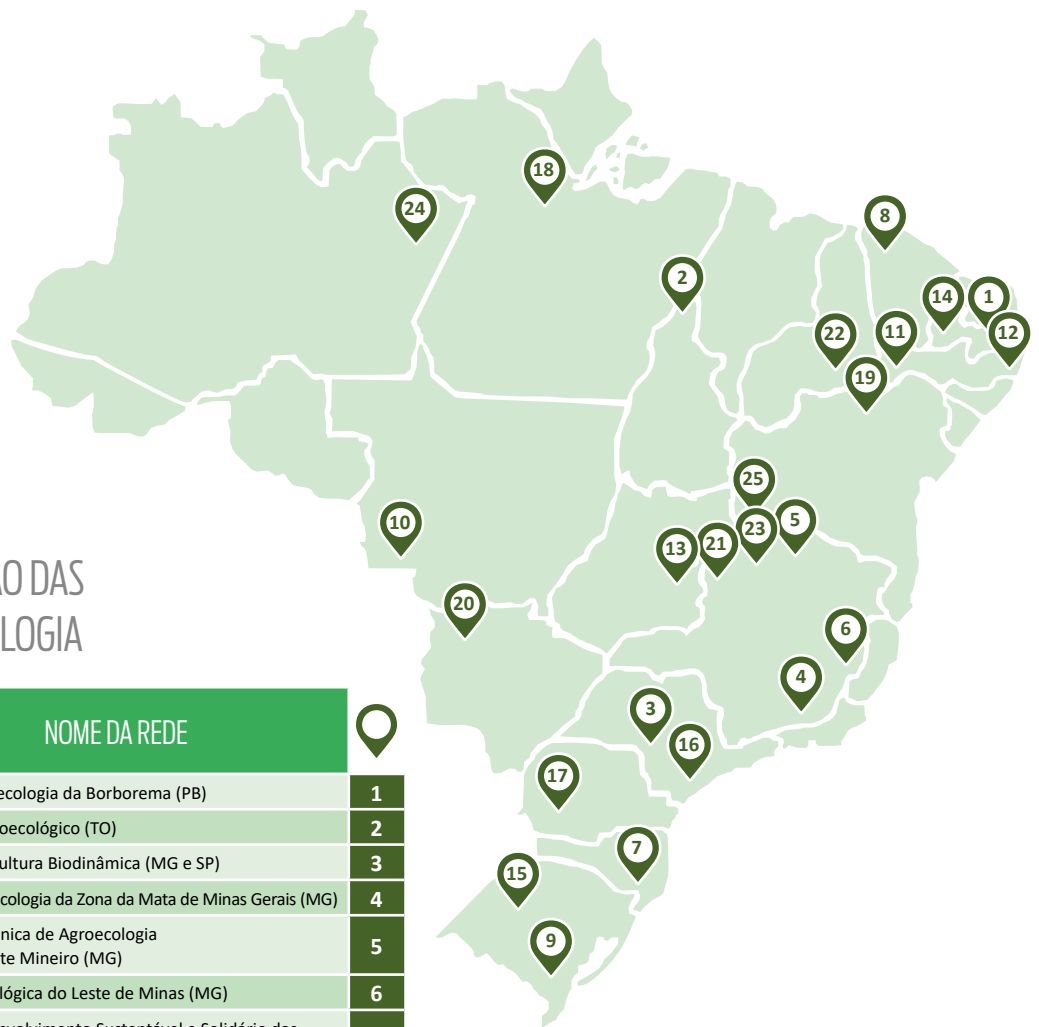 18
24
8
2
14
1
22
11
12
19
25
10
13
21
23
5
20
6
4
3
16
17
7
15
9
ÃO DAS
LOGIA
NOME DA REDE
ecologia da Borborema (PB) 1
oecológico (TO) 2
ultura Biodinâmica (MG e SP) 3
cologia da Zona da Mata de Minas Gerais (MG) 4
nica de Agroecologia
te Mineiro (MG) 5
lógica do Leste de Minas (MG) 6